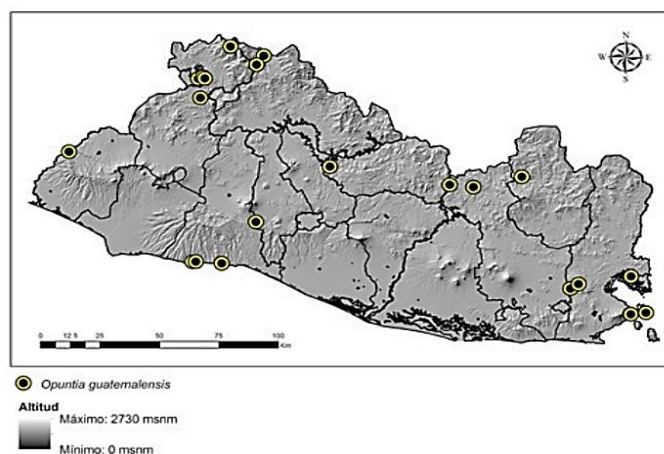 N
W E
S
0 12.5 25 50 75 100
Km
Opuntia guatemalensis
Altitud
Máximo: 2730 msnm
Mínimo: 0 msnm